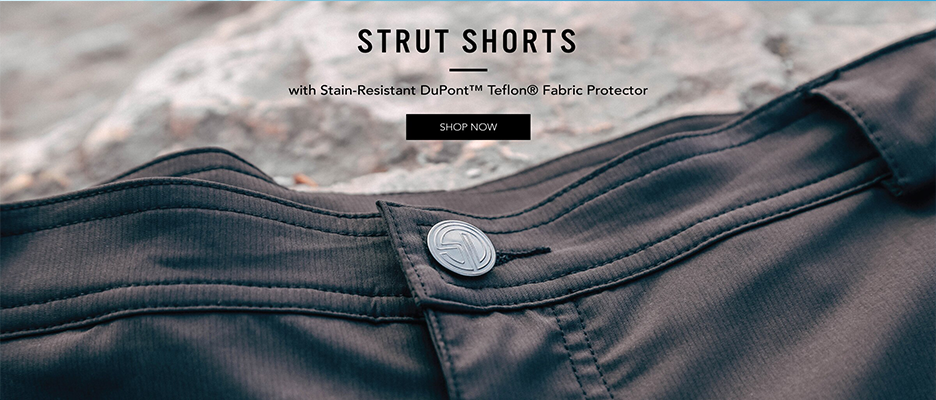 STRUT SHORTS
with Stain-Resistant DuPont™ Teflon® Fabric Protector
SHOP NOW